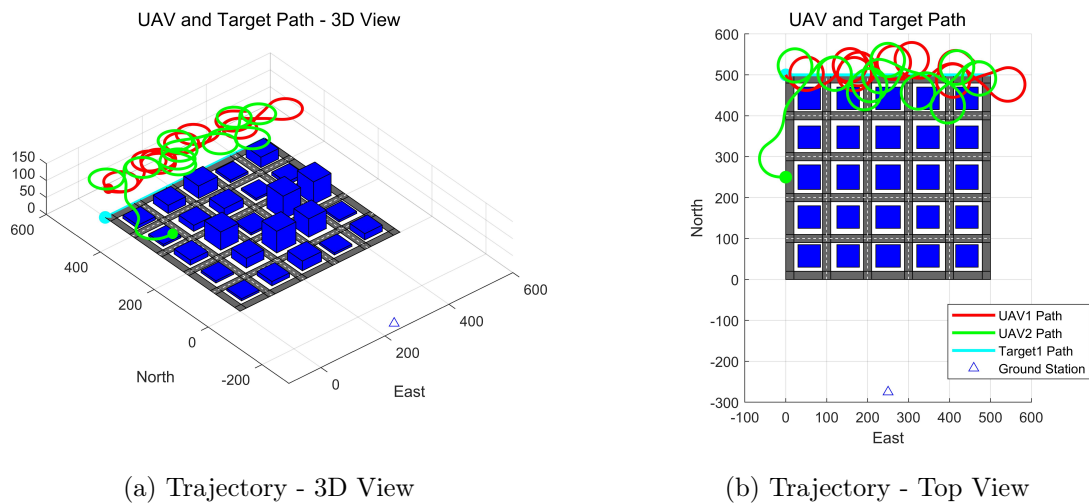 UAV and Target Path - 3D View
150
100
50
0
600
400
200
0
-200
North
0
200
400
600
East
(a) Trajectory - 3D View
UAV and Target Path
600
500
400
300
200
100
0
-100
-200
-300
North
-100
0
100
200
300
400
500
600
East
UAV1 Path
UAV2 Path
Target1 Path
Ground Station
(b) Trajectory - Top View